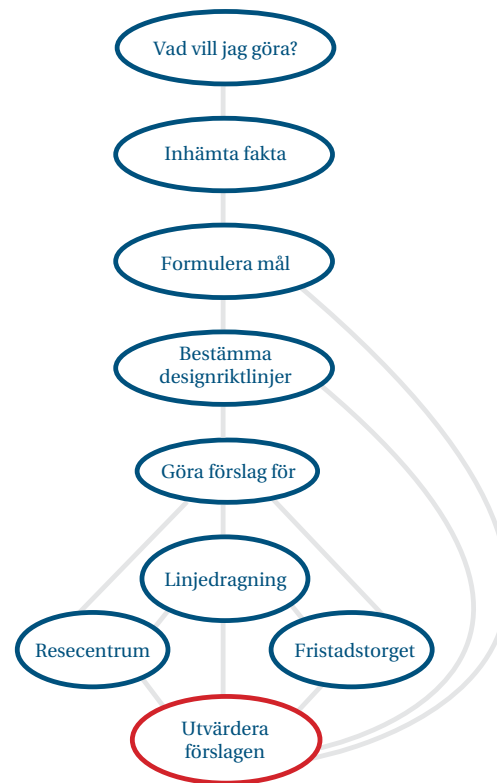 Vad vill jag göra?
Inhämta fakta
Formulera mål
Bestämma
designriktlinjer
Göra förslag för
Linjedragning
Resecentrum
Fristadstorget
Utvärdera
förslagen